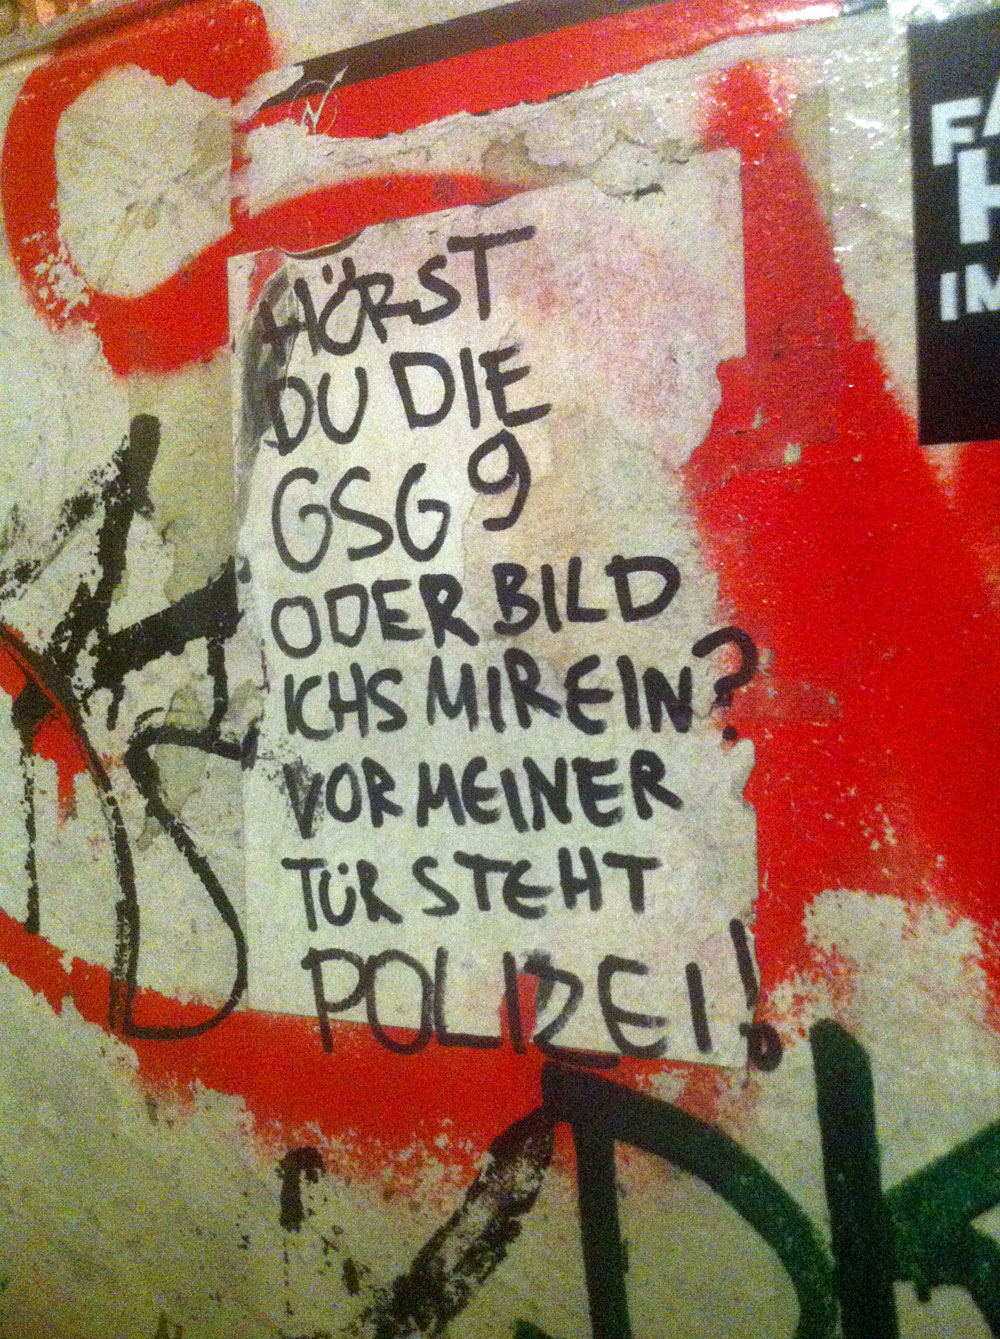 HÖRST
DU DIE
GSG 9
ODER BILD
ICHS MIR EIN?
VOR MEINER
TÜR STEHT
POLIZEI!